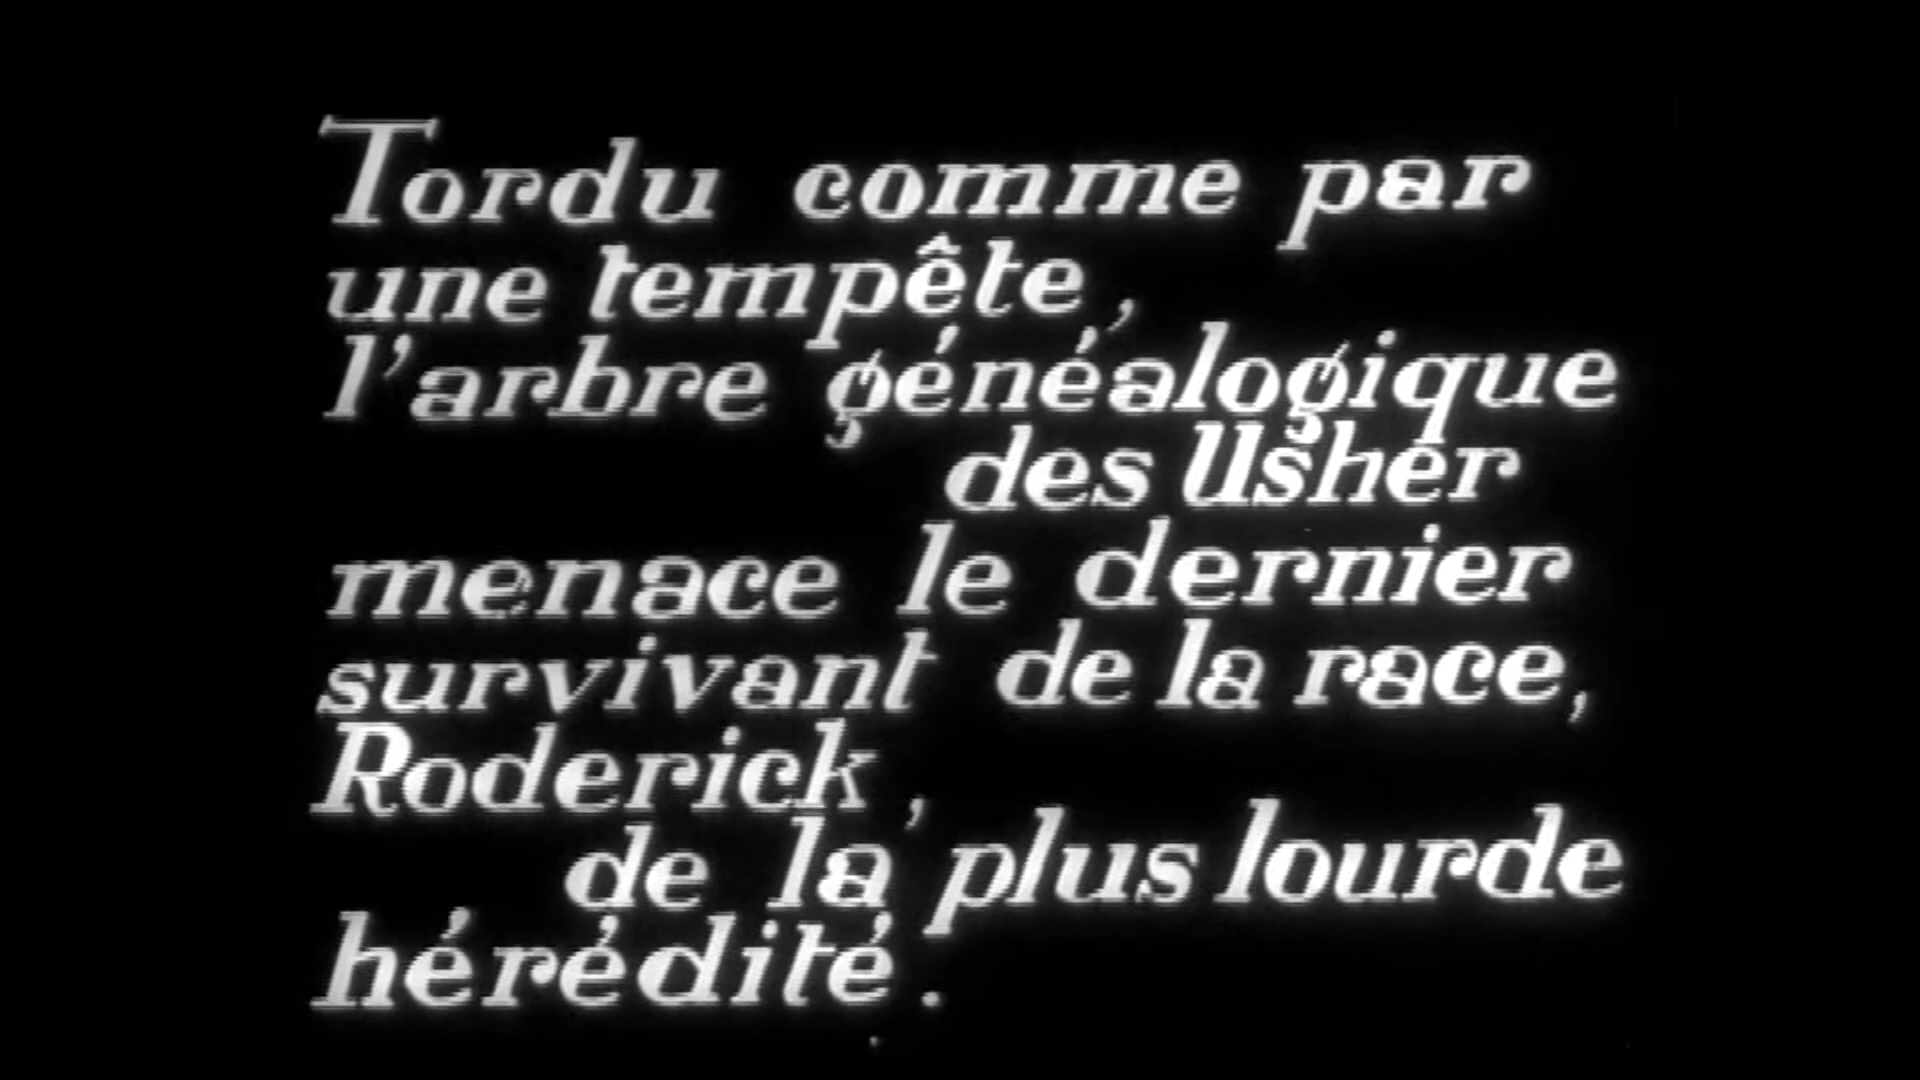 Tordu comme par
une tempête,
l'arbre généalogique
des Usher
menace le dernier
survivant de la race,
Roderick,
de la plus lourde
hérédité.